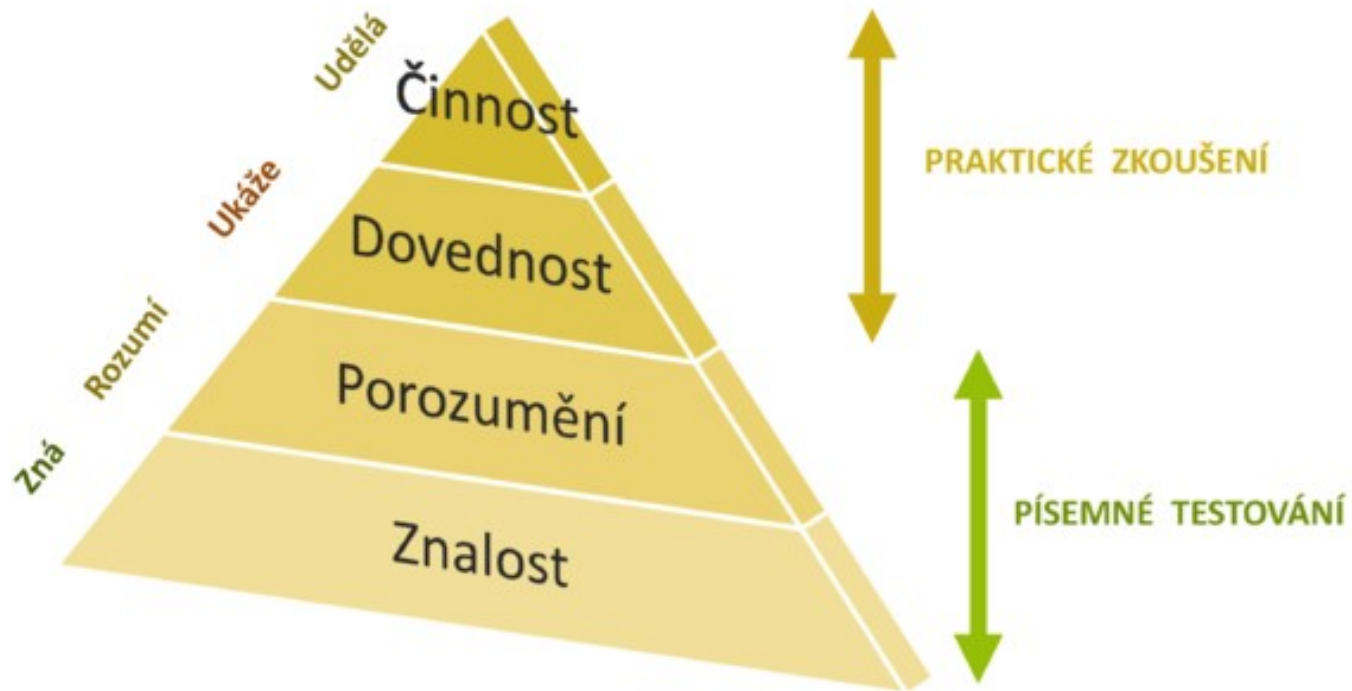 Udělá
Činnost
PRAKTICKÉ ZKOUŠENÍ
Ukáže
Dovednost
Rozumí
Porozumění
Zná
PÍSEMNÉ TESTOVÁNÍ
Znalost